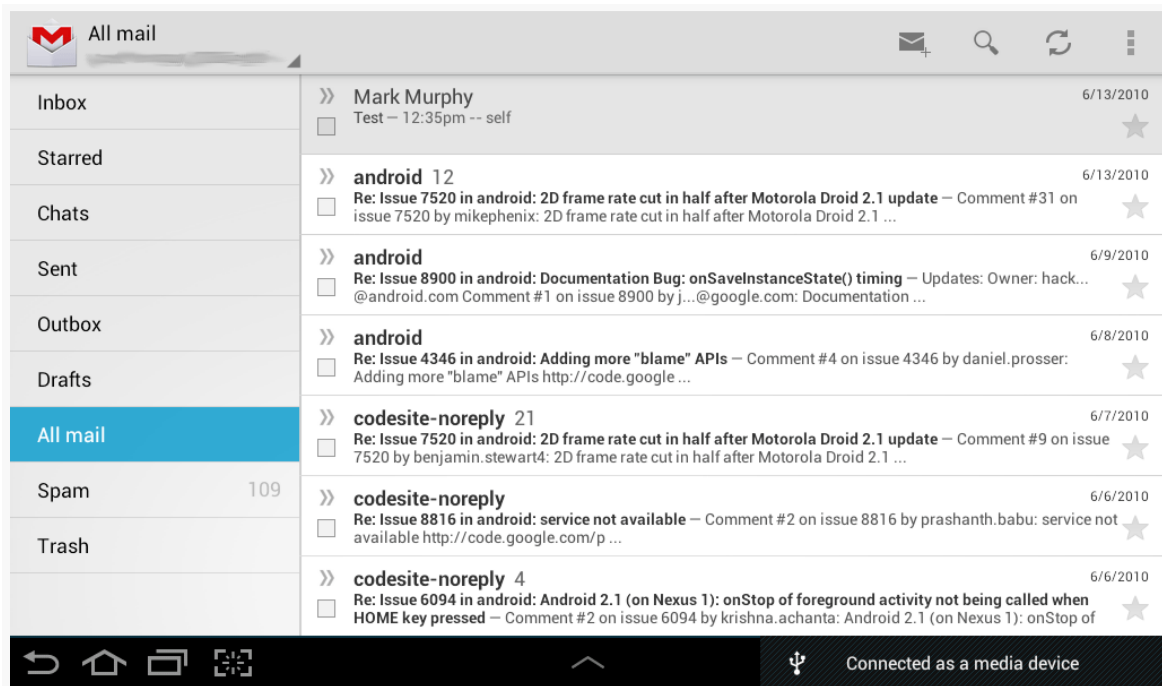 All mail
Inbox
Starred
Chats
Sent
Outbox
Drafts
All mail
Spam 109
Trash
Mark Murphy 6/13/2010
Test — 12:35pm -- self
android 12 6/13/2010
Re: Issue 7520 in android: 2D frame rate cut in half after Motorola Droid 2.1 update — Comment #31 on
issue 7520 by mikephenix: 2D frame rate cut in half after Motorola Droid 2.1 ...
android 6/9/2010
Re: Issue 8900 in android: Documentation Bug: onSaveInstanceState() timing — Updates: Owner: hack...
@android.com Comment #1 on issue 8900 by j...@google.com: Documentation ...
android 6/8/2010
Re: Issue 4346 in android: Adding more "blame" APIs — Comment #4 on issue 4346 by daniel.prosser:
Adding more "blame" APIs http://code.google ...
codesite-noreply 21 6/7/2010
Re: Issue 7520 in android: 2D frame rate cut in half after Motorola Droid 2.1 update — Comment #9 on issue
7520 by benjamin.stewart4: 2D frame rate cut in half after Motorola Droid 2.1 ...
codesite-noreply 6/6/2010
Re: Issue 8816 in android: service not available — Comment #2 on issue 8816 by prashanth.babu: service not
available http://code.google.com/p ...
codesite-noreply 4 6/6/2010
Re: Issue 6094 in android: Android 2.1 (on Nexus 1): onStop of foreground activity not being called when
HOME key pressed — Comment #2 on issue 6094 by krishna.achanta: Android 2.1 (on Nexus 1): onStop of
Connected as a media device